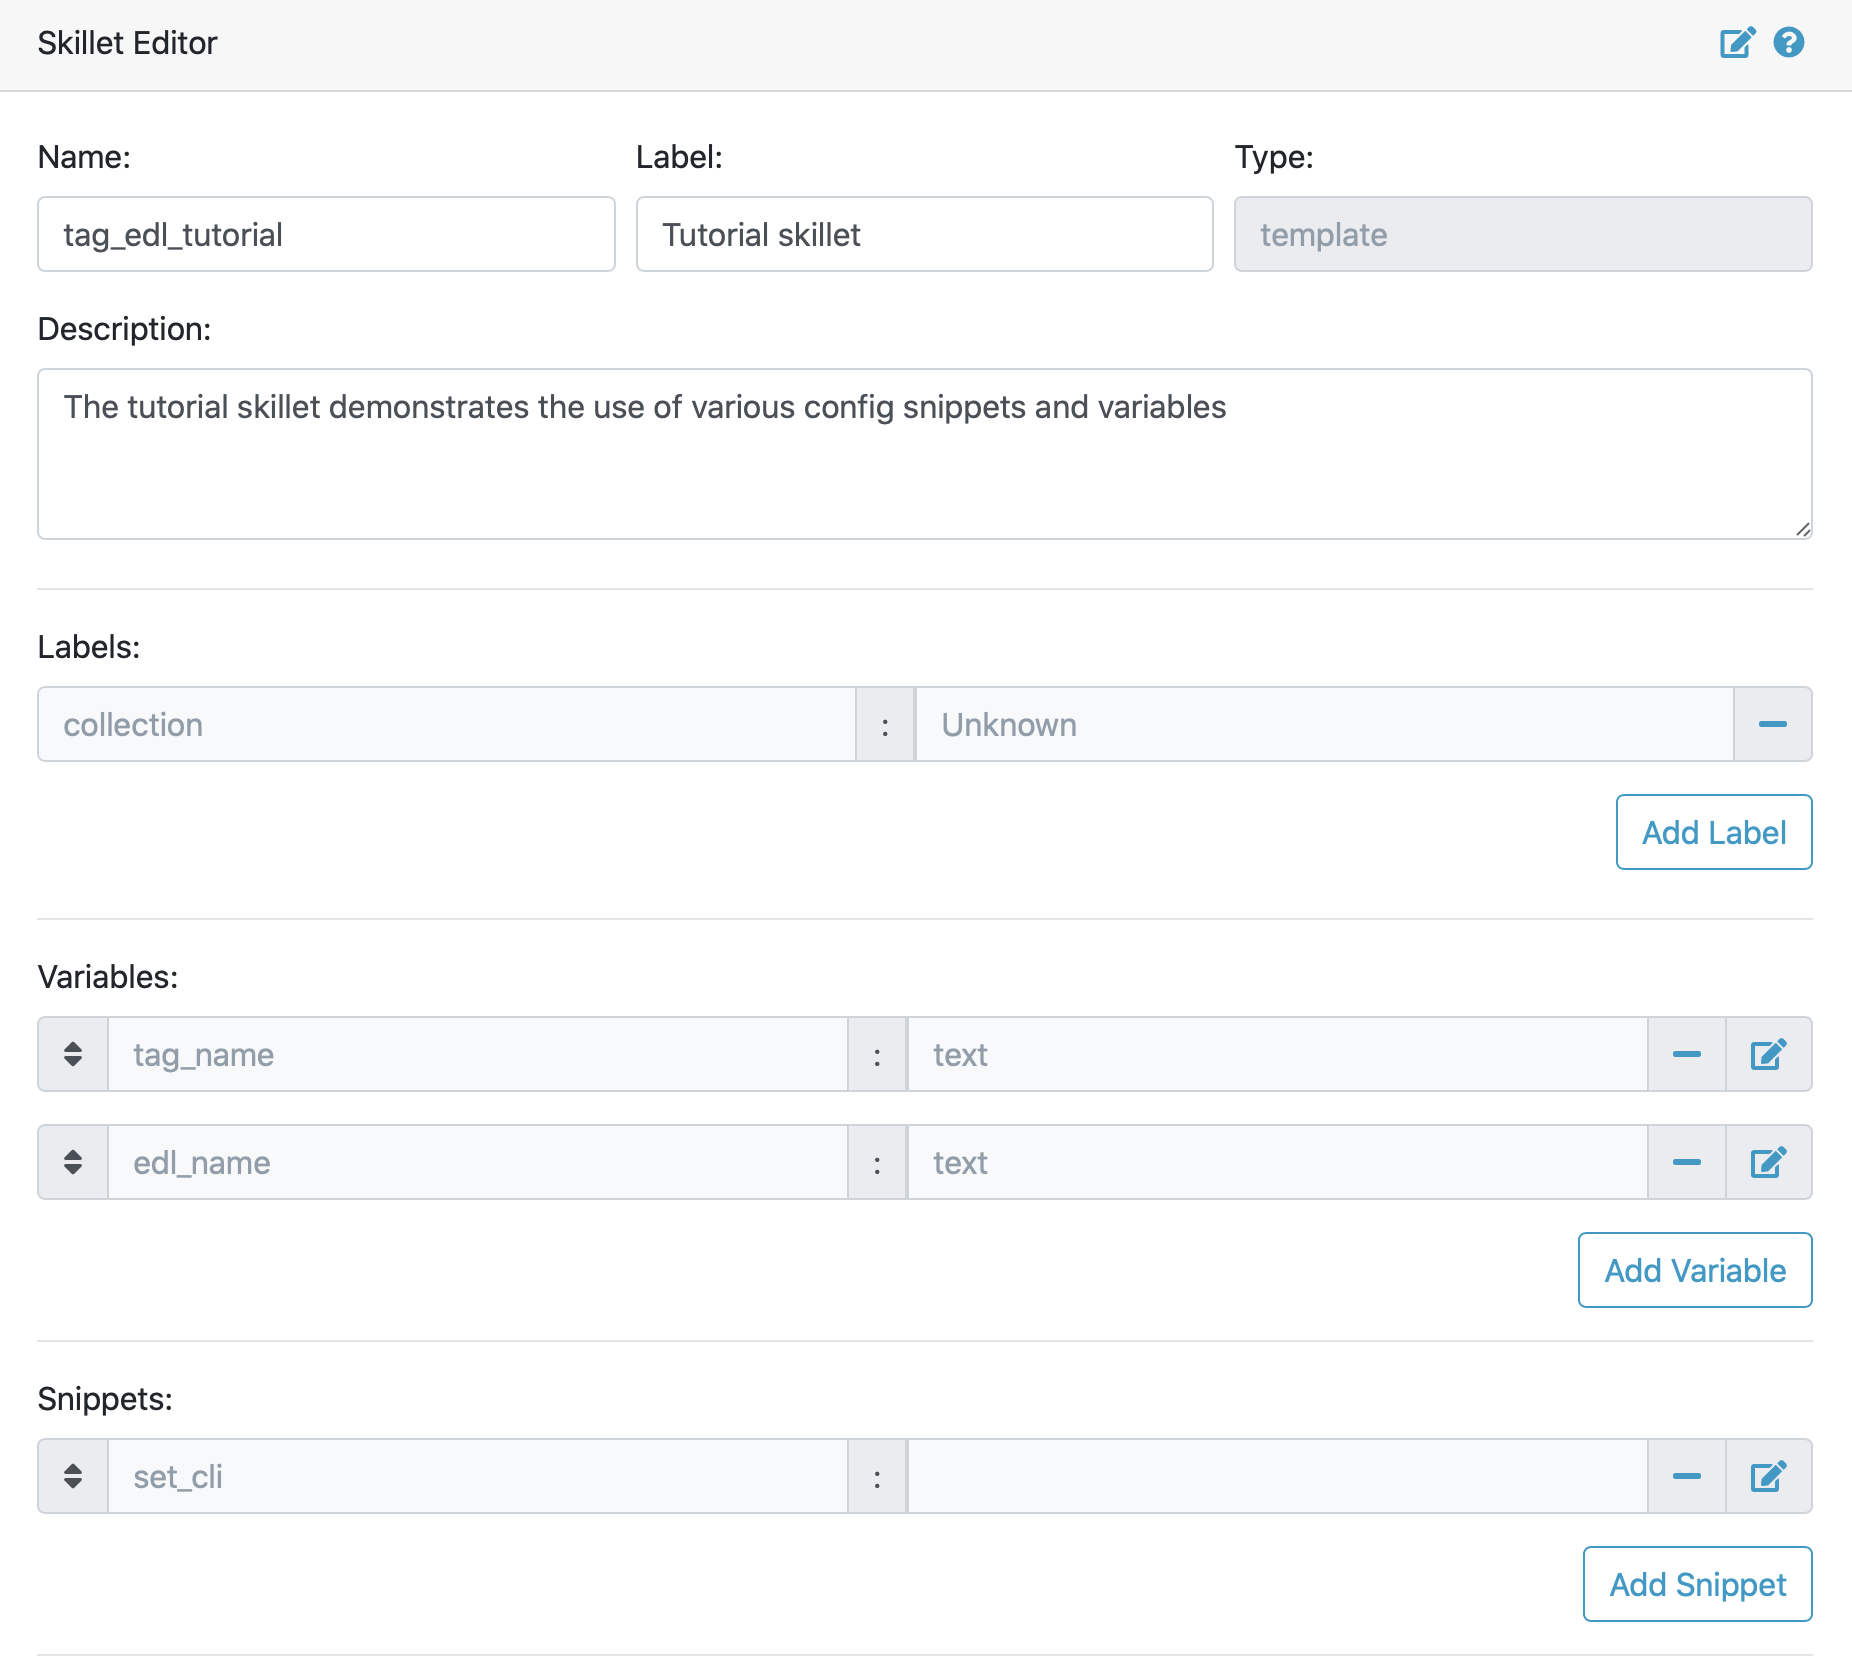 Skillet Editor
Name: Label: Type:
tag_edl_tutorial Tutorial skillet template
Description:
The tutorial skillet demonstrates the use of various config snippets and variables
Labels:
collection : Unknown
Add Label
Variables:
tag_name : text
edl_name : text
Add Variable
Snippets:
set_cli :
Add Snippet